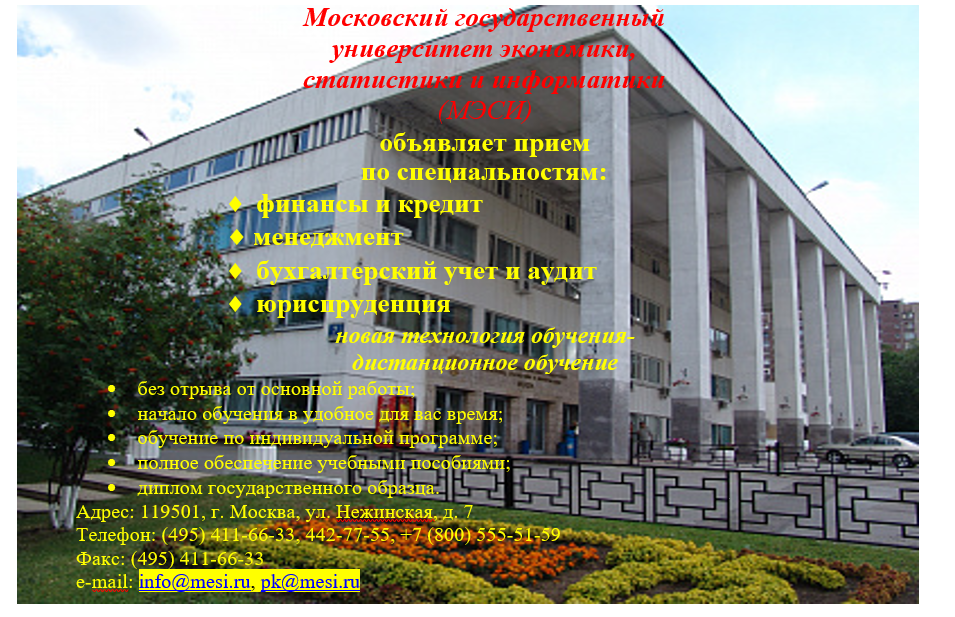 Московский государственный
университет экономики,
статистики и информатики
(МЭСИ)
объявляет прием
по специальностям:
♦ финансы и кредит
♦ менеджмент
♦ бухгалтерский учет и аудит
♦ юриспруденция
новая технология обучения-
дистанционное обучение
• без отрыва от основной работы;
• начало обучения в удобное для вас время;
• обучение по индивидуальной программе;
• полное обеспечение учебными пособиями;
• диплом государственного образца.
Адрес: 119501, г. Москва, ул. Нежинская, д. 7
Телефон: (495) 411-66-33, 442-77-55, +7 (800) 555-51-59
Факс: (495) 411-66-33
e-mail: info@mesi.ru, pk@mesi.ru